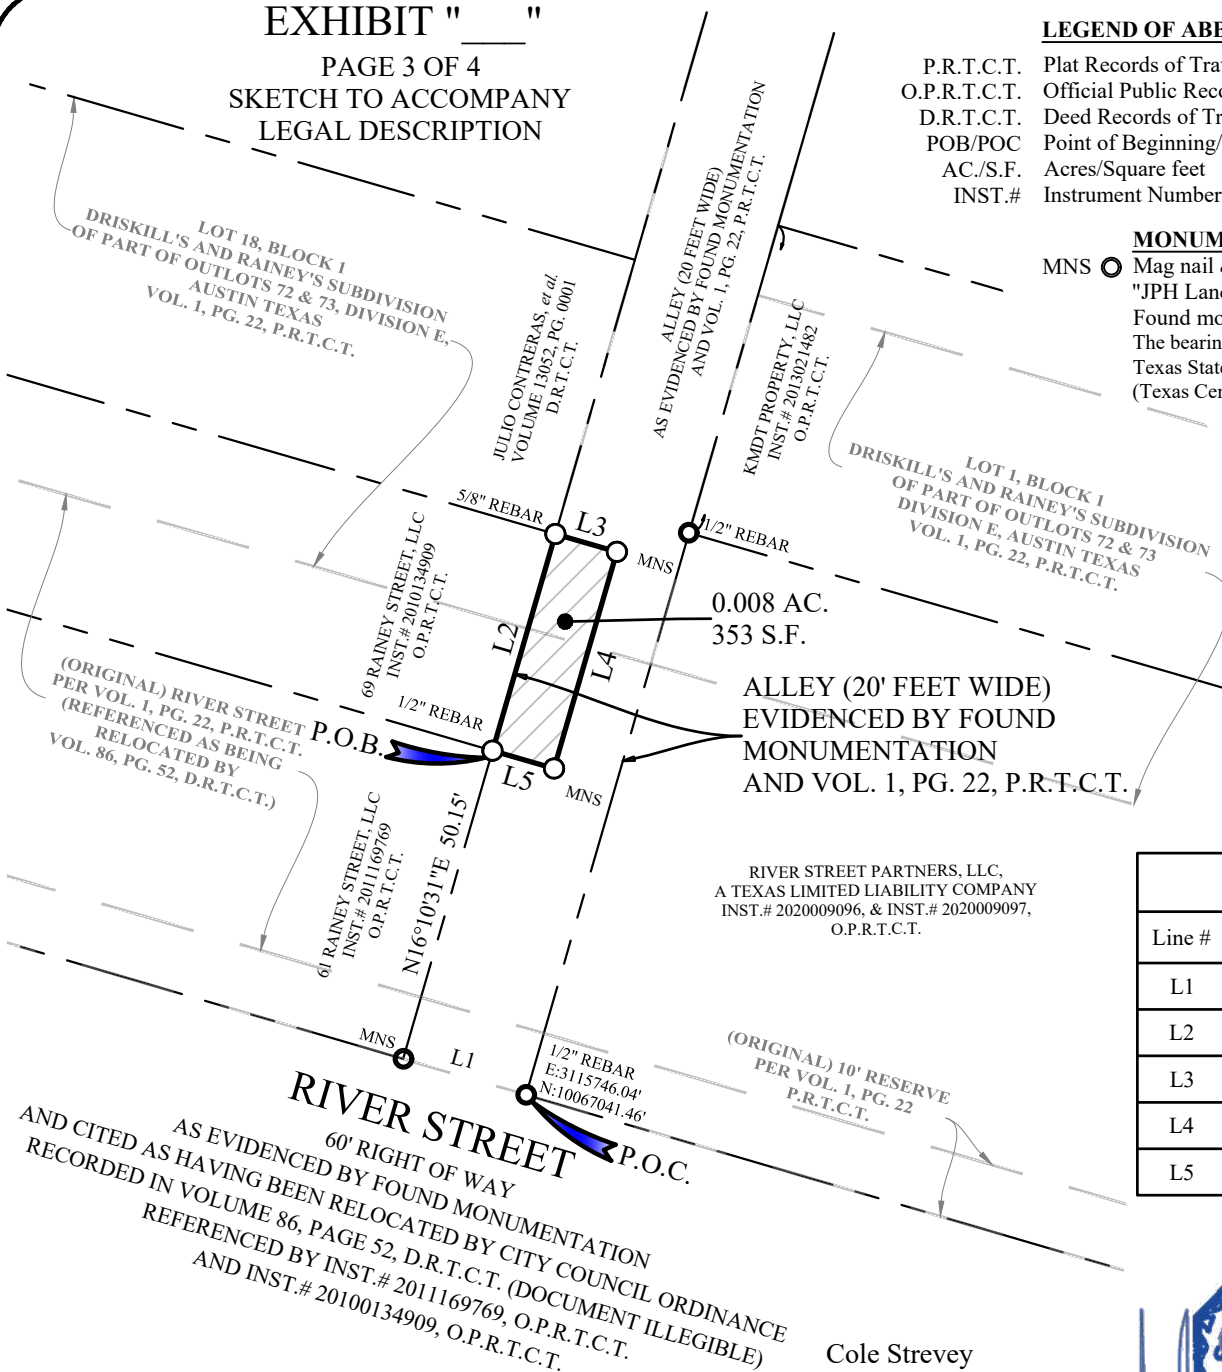 EXHIBIT "___"
PAGE 3 OF 4
SKETCH TO ACCOMPANY
LEGAL DESCRIPTION
P.R.T.C.T. Plat Records of
O.P.R.T.C.T. Official Public
D.R.T.C.T. Deed Records of
POB/POC Point of Beginning/
AC./S.F. Acres/Square feet
INST.# Instrument Number
LEGEND OF
MNS Mag nail
"JPH
Found
The
Texas
(Texas
LOT 18, BLOCK 1
DRISKILL'S AND RAINEY'S SUBDIVISION
OF PART OF OUTLOTS 72 & 73, DIVISION E,
AUSTIN TEXAS
VOL. 1, PG. 22, P.R.T.C.T.
JULIO CONTRERAS, et al.
VOLUME 13052, PG. 0001
D.R.T.C.T.
ALLEY (20 FEET WIDE)
AS EVIDENCED BY FOUND MONUMENTATION
AND VOL. 1, PG. 22, P.R.T.C.T.
KMDT PROPERTY, LLC
INST.# 2013021482
O.P.R.T.C.T.
LOT 1, BLOCK 1
DRISKILL'S AND RAINEY'S SUBDIVISION
OF PART OF OUTLOTS 72 & 73
DIVISION E, AUSTIN TEXAS
VOL. 1, PG. 22, P.R.T.C.T.
5/8" REBAR
L3
MNS
1/2" REBAR
69 RAINEY STREET, LLC
INST.# 2010134909
O.P.R.T.C.T.
L2
L4
0.008 AC.
353 S.F.
(ORIGINAL) RIVER STREET
PER VOL. 1, PG. 22, P.R.T.C.T.
(REFERENCED AS BEING
RELOCATED BY
VOL. 86, PG. 52, D.R.T.C.T.)
1/2" REBAR
P.O.B.
L5
MNS
ALLEY (20' FEET WIDE)
EVIDENCED BY FOUND
MONUMENTATION
AND VOL. 1, PG. 22, P.R.T.C.T.
61 RAINEY STREET, LLC
INST.# 2011169769
O.P.R.T.C.T.
N16°10'31"E 50.15'
RIVER STREET PARTNERS, LLC,
A TEXAS LIMITED LIABILITY COMPANY
INST.# 2020009096, & INST.# 2020009097,
O.P.R.T.C.T.
Line #
L1
L2
L3
L4
L5
MNS
L1
1/2" REBAR
E:3115746.04'
N:10067041.46'
P.O.C.
(ORIGINAL) 10' RESERVE
PER VOL. 1, PG. 22
P.R.T.C.T.
RIVER STREET
60' RIGHT OF WAY
AS EVIDENCED BY FOUND MONUMENTATION
AND CITED AS HAVING BEEN RELOCATED BY CITY COUNCIL ORDINANCE
RECORDED IN VOLUME 86, PAGE 52, D.R.T.C.T. (DOCUMENT ILLEGIBLE)
REFERENCED BY INST.# 2011169769, O.P.R.T.C.T.
AND INST.# 20100134909, O.P.R.T.C.T.
Cole Strevey